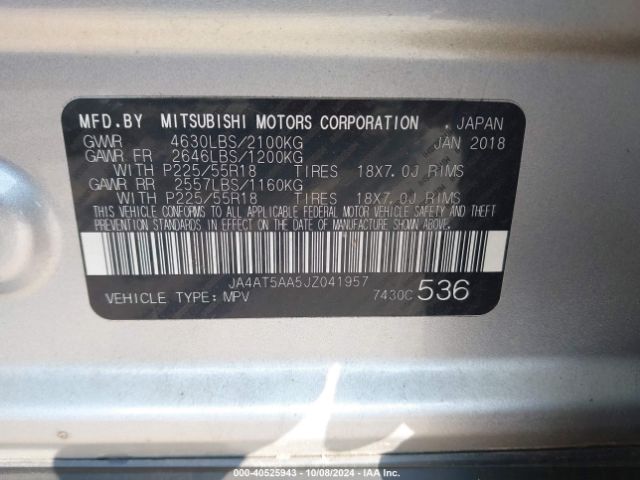 MFD.BY MITSUBISHI MOTORS CORPORATION . JAPAN
GWWR 4630LBS/2100KG JAN 2018
GAWR FR 2646LBS/1200KG
WITH P225/55R18 TIRES 18X7.0J RIMS
GAWR RR 2557LBS/1160KG
WITH P225/55R18 TIRES 18X7.0J RIMS
THIS VEHICLE CONFORMS TO ALL APPLICABLE FEDERAL MOTOR VEHICLE SAFETY AND THEFT
PREVENTION STANDARDS IN EFFECT ON THE DATE OF MANUFACTURE SHOWN ABOVE.
JA4AT5AA5JZ041957
VEHICLE TYPE: MPV 7430C 536
000-40525943 - 10/08/2024 - IAA Inc.